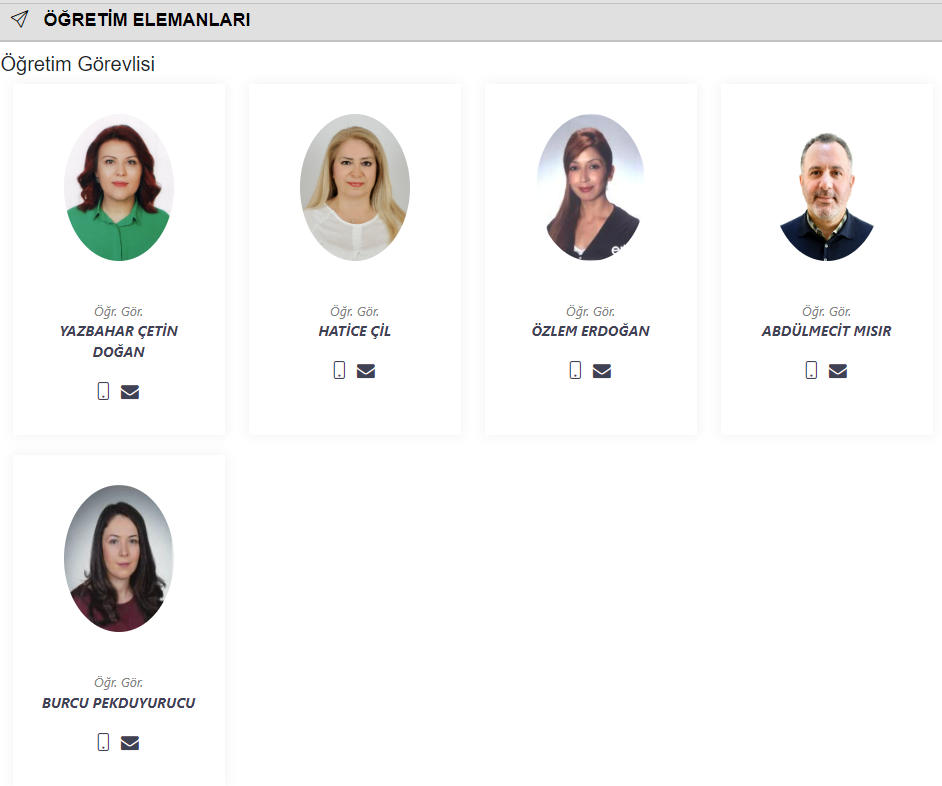 ÖĞRETİM ELEMANLARI
Öğretim Görevlisi
Öğr. Gör.
YAZBAHAR ÇETİN
DOĞAN
Öğr. Gör.
HATİCE ÇİL
Öğr. Gör.
ÖZLEM ERDOĞAN
Öğr. Gör.
ABDÜLMECİT MISIR
Öğr. Gör.
BURCU PEKDUYURUCU